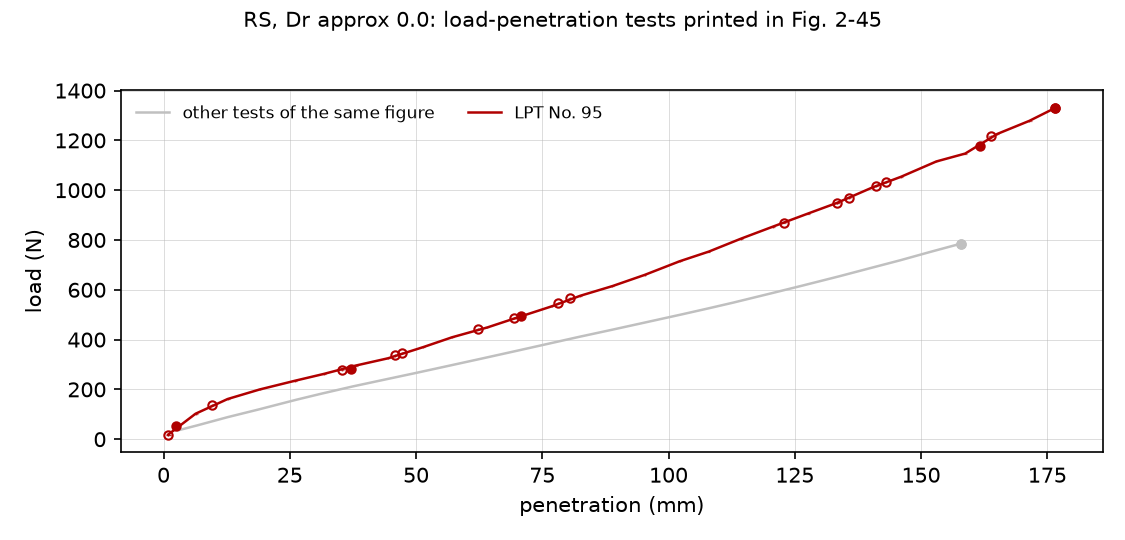 RS, Dr approx 0.0: load-penetration tests printed in Fig. 2-45
other tests of the same figure
LPT No. 95
1400
1200
1000
800
600
400
200
0
load (N)
0 25 50 75 100 125 150 175
penetration (mm)